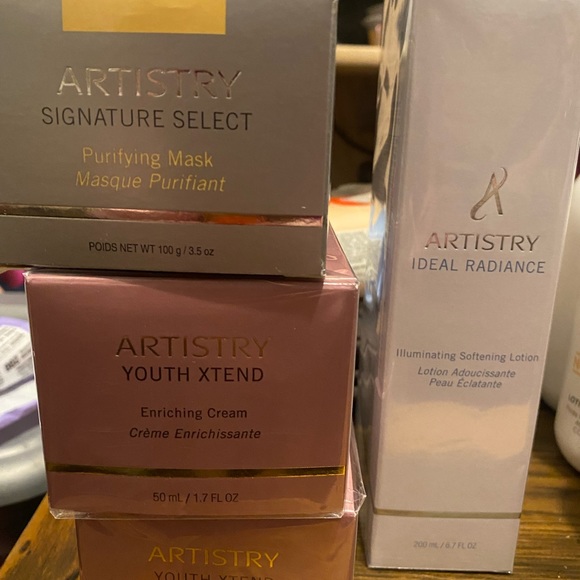 ARTISTRY
SIGNATURE SELECT
Purifying Mask
Masque Purifiant
POIDS NET WT 100 g / 3.5 oz
ARTISTRY
YOUTH XTEND
Enriching Cream
Crème Enrichissante
50 mL / 1.7 FL OZ
ARTISTRY
YOUTH XTEND
ARTISTRY
IDEAL RADIANCE
Illuminating Softening Lotion
Lotion Adoucissante
Peau Éclatante
200 mL / 6.7 FL OZ